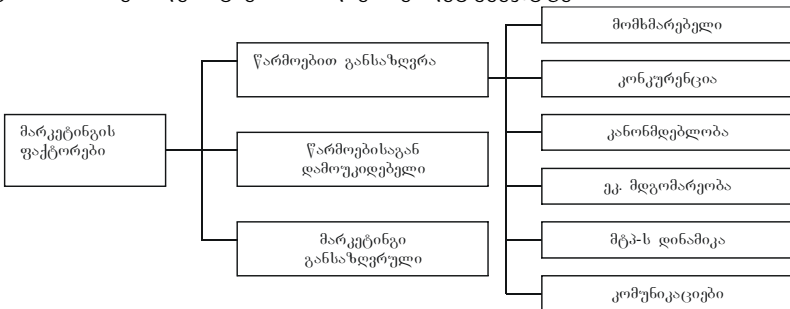 მარკეტინგის
ფაქტორები
წარმოებით განსაზღვრა
წარმოებისაგან
დამოუკიდებელი
მარკეტინგი
განსაზღვრული
მომხმარებელი
კონკურენცია
კანონმდებლობა
ეკ. მდგომარეობა
მტპ-ს დინამიკა
კომუნიკაციები